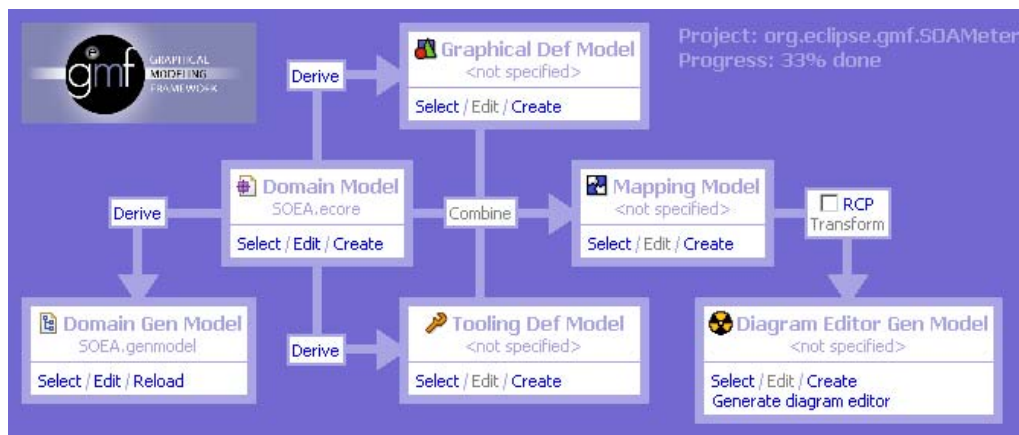 gmf
GRAPHICAL
MODELING
FRAMEWORK
Derive
Graphical Def Model
<not specified>
Select / Edit / Create
Project: org.eclipse.gmf.SOAMeter
Progress: 33% done
Derive
Domain Model
SOEA.ecore
Select / Edit / Create
Combine
Mapping Model
<not specified>
Select / Edit / Create
RCP
Transform
Domain Gen Model
SOEA.genmodel
Select / Edit / Reload
Derive
Tooling Def Model
<not specified>
Select / Edit / Create
Diagram Editor Gen Model
<not specified>
Select / Edit / Create
Generate diagram editor